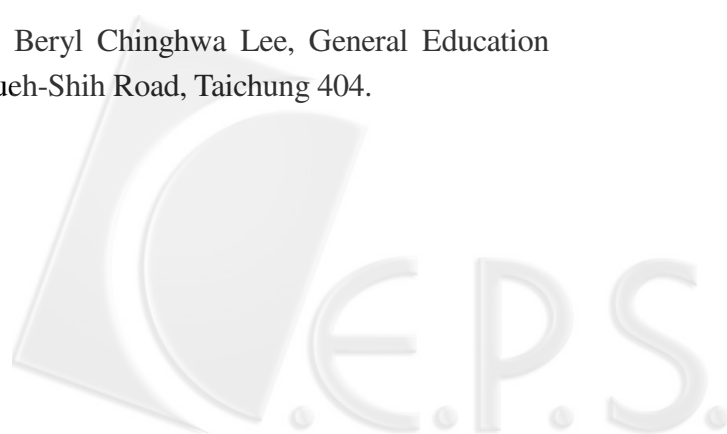 Beryl Chinghwa Lee, General Education
ueh-Shih Road, Taichung 404.
C.E.P.S.